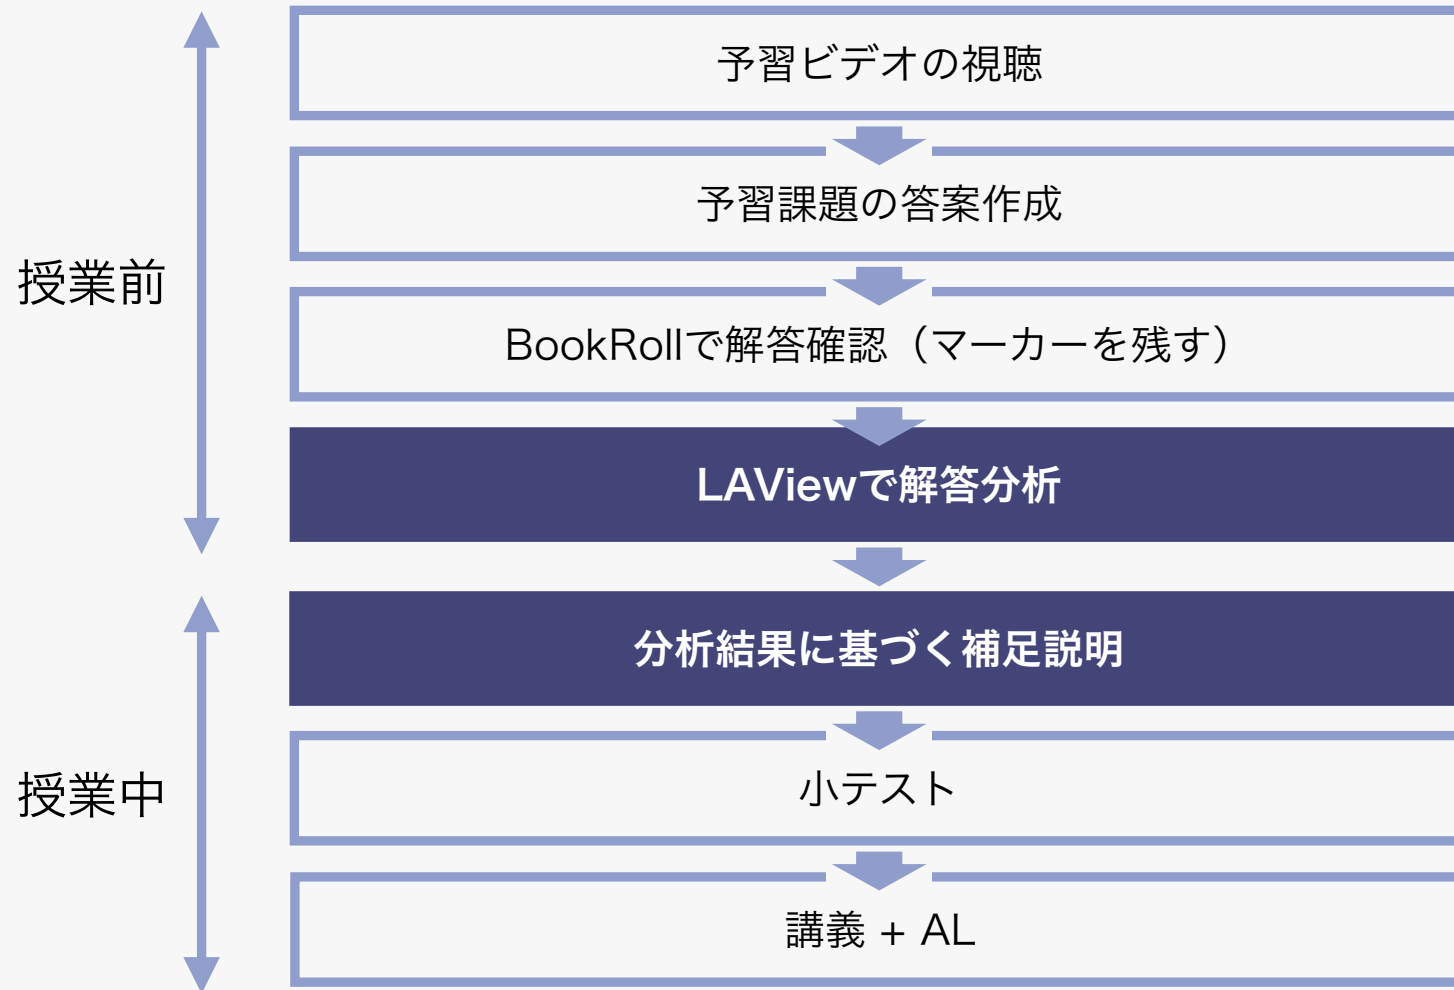 授業前
予習ビデオの視聴
予習課題の答案作成
BookRollで解答確認（マーカーを残す）
LAViewで解答分析
授業中
分析結果に基づく補足説明
小テスト
講義 + AL